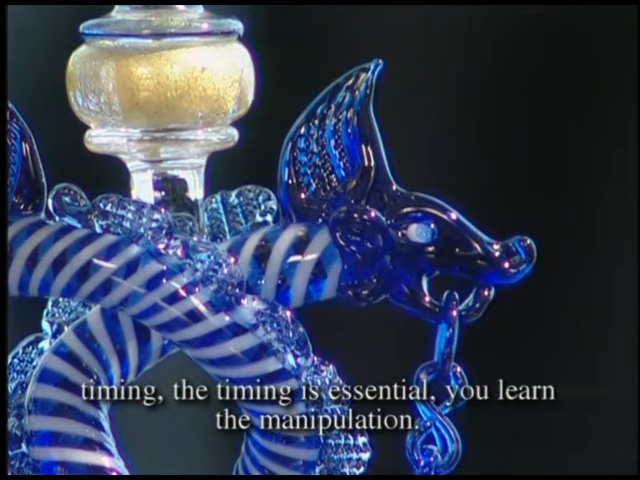 timing, the timing is essential, you learn
the manipulation.